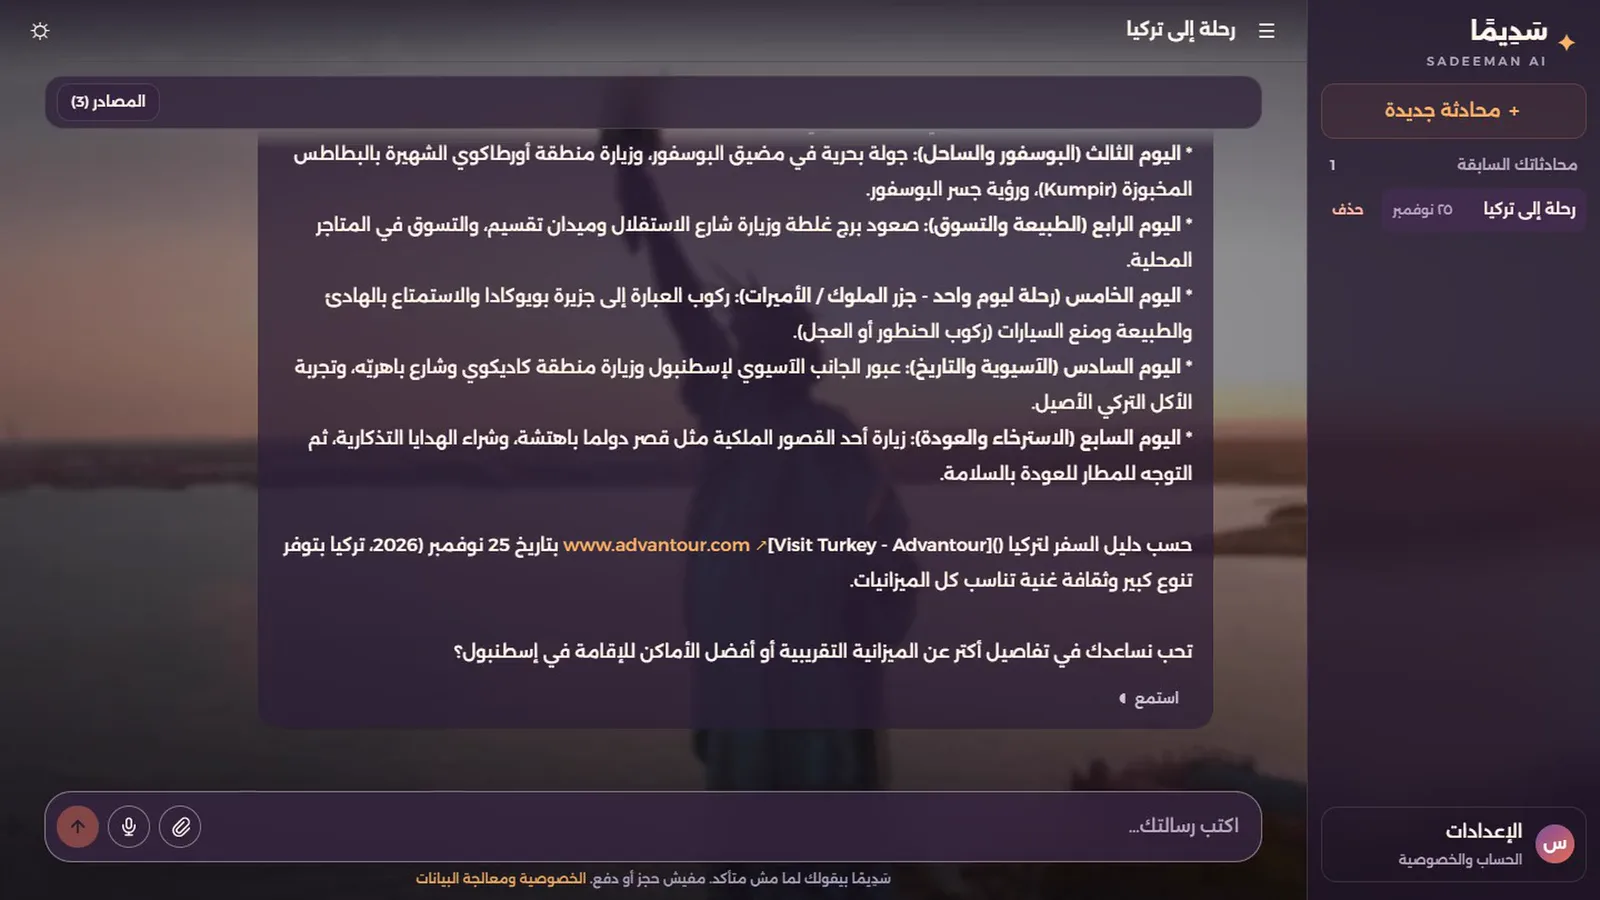 سَدِيمًا
SADEEMAN AI
+ محادثة جديدة
محادثاتك السابقة 1
رحلة إلى تركيا ٢٥ نوفمبر حذف
الإعدادات
الحساب والخصوصية
س
رحلة إلى تركيا
المصادر (3)
* اليوم الثالث (البوسفور والساحل): جولة بحرية في مضيق البوسفور، وزيارة منطقة أورطاكوي الشهيرة بالبطاطس
المخبوزة (Kumpir)، ورؤية جسر البوسفور.
* اليوم الرابع (الطبيعة والتسوق): صعود برج غلطة وزيارة شارع الاستقلال وميدان تقسيم، والتسوق في المتاجر
المحلية.
* اليوم الخامس (رحلة ليوم واحد - جزر الملوك / الأميرات): ركوب العبارة إلى جزيرة بويوكادا والاستمتاع بالهادئ
والطبيعة ومنع السيارات (ركوب الحنطور أو العجل).
* اليوم السادس (الآسيوية والتاريخ): عبور الجانب الآسيوي لإسطنبول وزيارة منطقة كاديكوي وشارع باهريّه، وتجربة
الأكل التركي الأصيل.
* اليوم السابع (الاسترخاء والعودة): زيارة أحد القصور الملكية مثل قصر دولما باهتشة، وشراء الهدايا التذكارية، ثم
التوجه للمطار للعودة بالسلامة.
حسب دليل السفر لتركيا ()[Visit Turkey - Advantour] www.advantour.com ↗ بتاريخ 25 نوفمبر (2026، تركيا بتوفر
تنوع كبير وثقافة غنية تناسب كل الميزانيات.
تحب نساعدك في تفاصيل أكتر عن الميزانية التقريبية أو أفضل الأماكن للإقامة في إسطنبول؟
استمع
اكتب رسالتك...
سَدِيمًا بيقولك لما مش متأكد. مفيش حجز أو دفع. الخصوصية ومعالجة البيانات